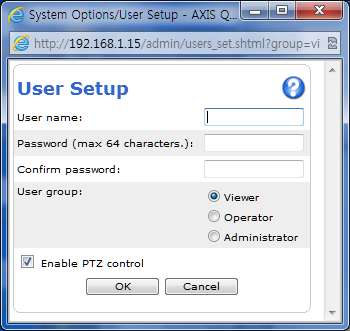 System Options/User Setup - AXIS Q...
http://192.168.1.15/admin/users_set.shtml?group=vi
User Setup
?
User name:
Password (max 64 characters.):
Confirm password:
User group:
Viewer
Operator
Administrator
Enable PTZ control
OK Cancel